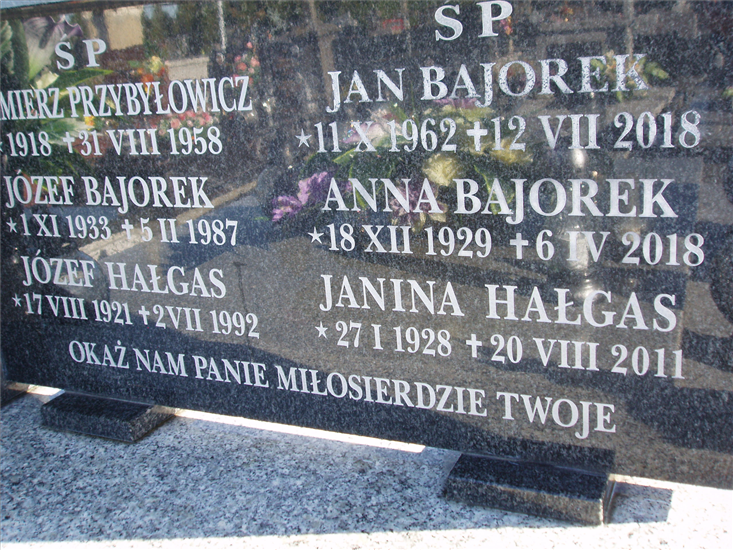 ŚP
MIERZ PRZYBYŁOWICZ
1918 +31 VIII 1958
JÓZEF BAJOREK
*1 XI 1933 +5 II 1987
JÓZEF HAŁGAS
*17 VIII 1921 +2 VII 1992
ŚP
JAN BAJOREK
*11 X 1962 +12 VII 2018
ANNA BAJOREK
*18 XII 1929 +6 IV 2018
JANINA HAŁGAS
*27 I 1928 +20 VIII 2011
OKAŻ NAM PANIE MIŁOSIERDZIE TWOJE